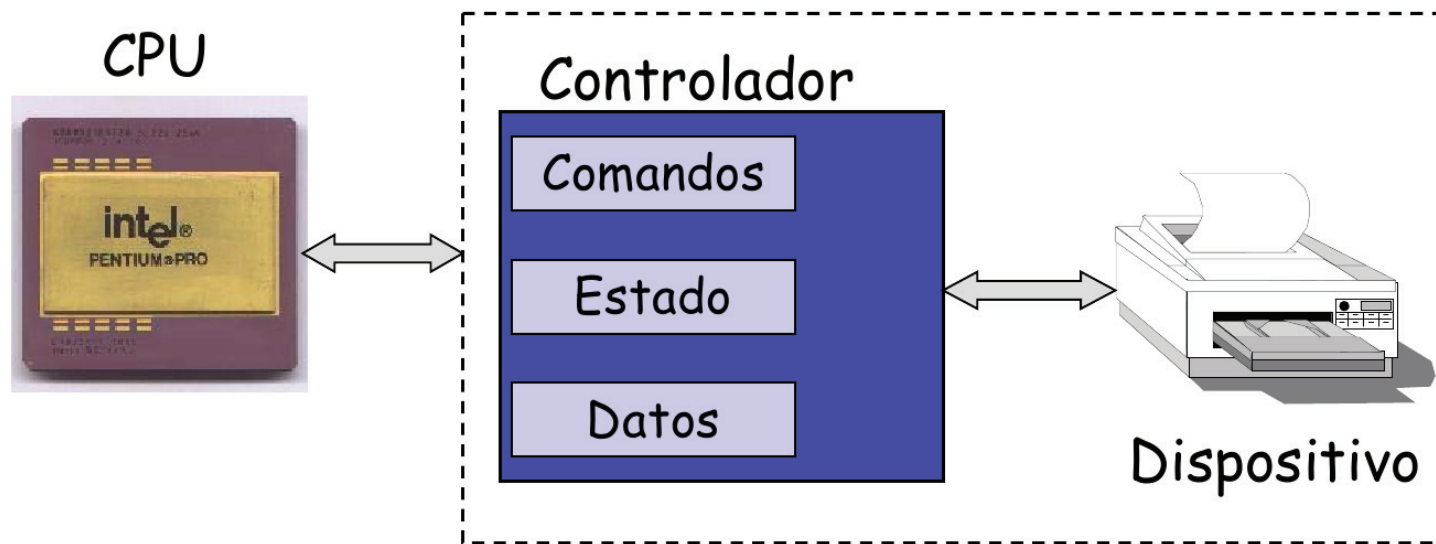 CPU
Controlador
Comandos
Estado
Datos
Dispositivo
intel®
PENTIUM®PRO